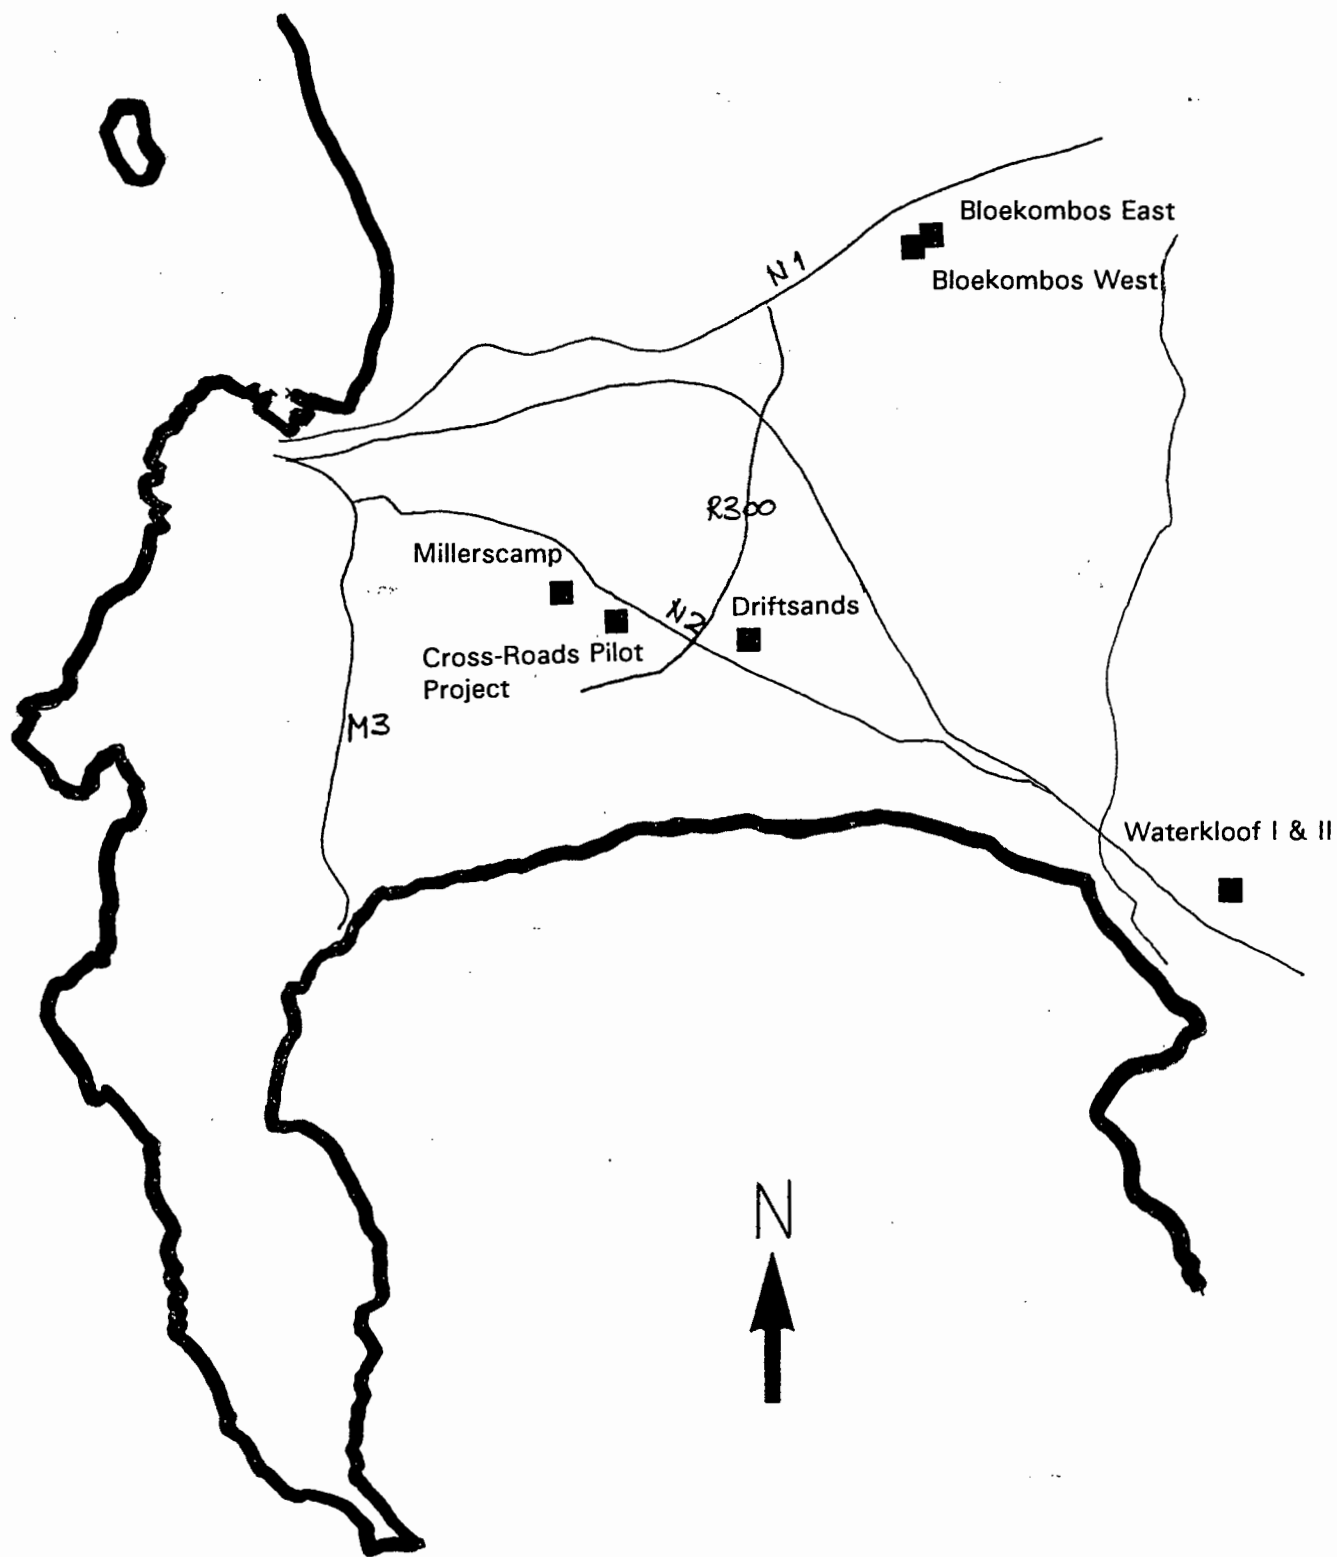 Bloekombos East
N1
Bloekombos West
R300
Millerscamp
N2
Driftsands
Cross-Roads Pilot
Project
M3
Waterkloof I & II
N